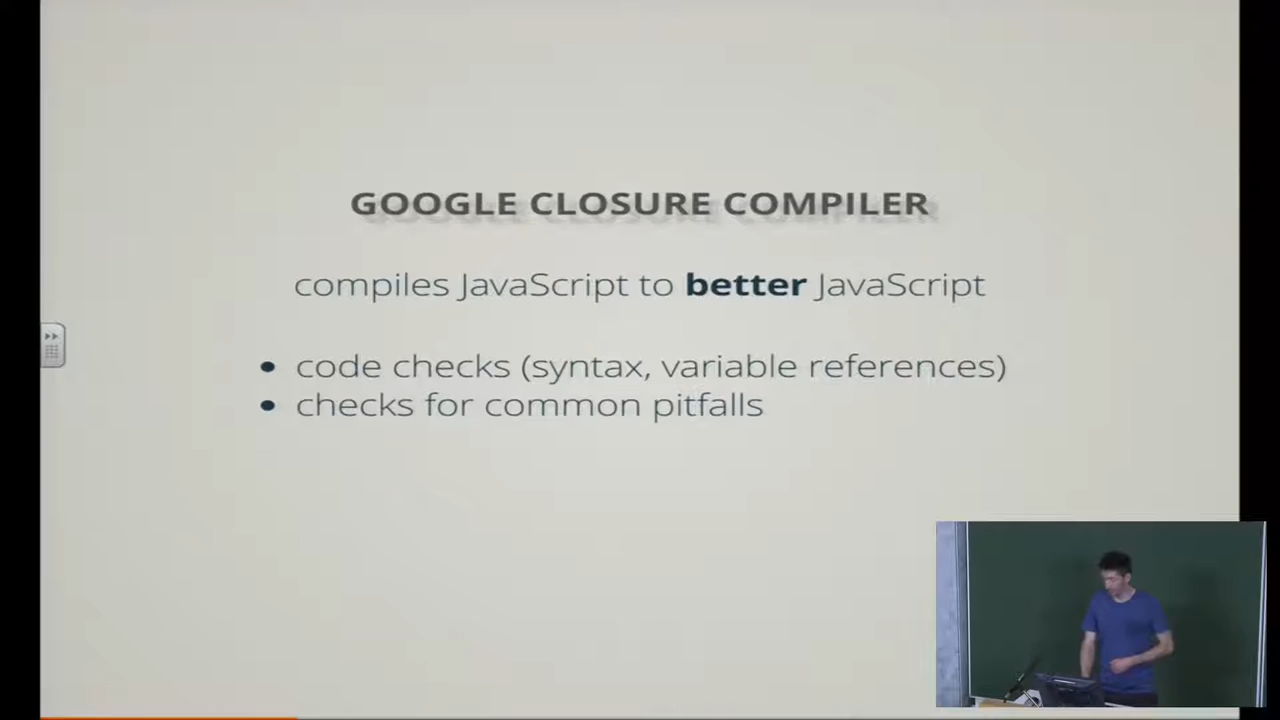 GOOGLE CLOSURE COMPILER
compiles JavaScript to better JavaScript
• code checks (syntax, variable references)
• checks for common pitfalls